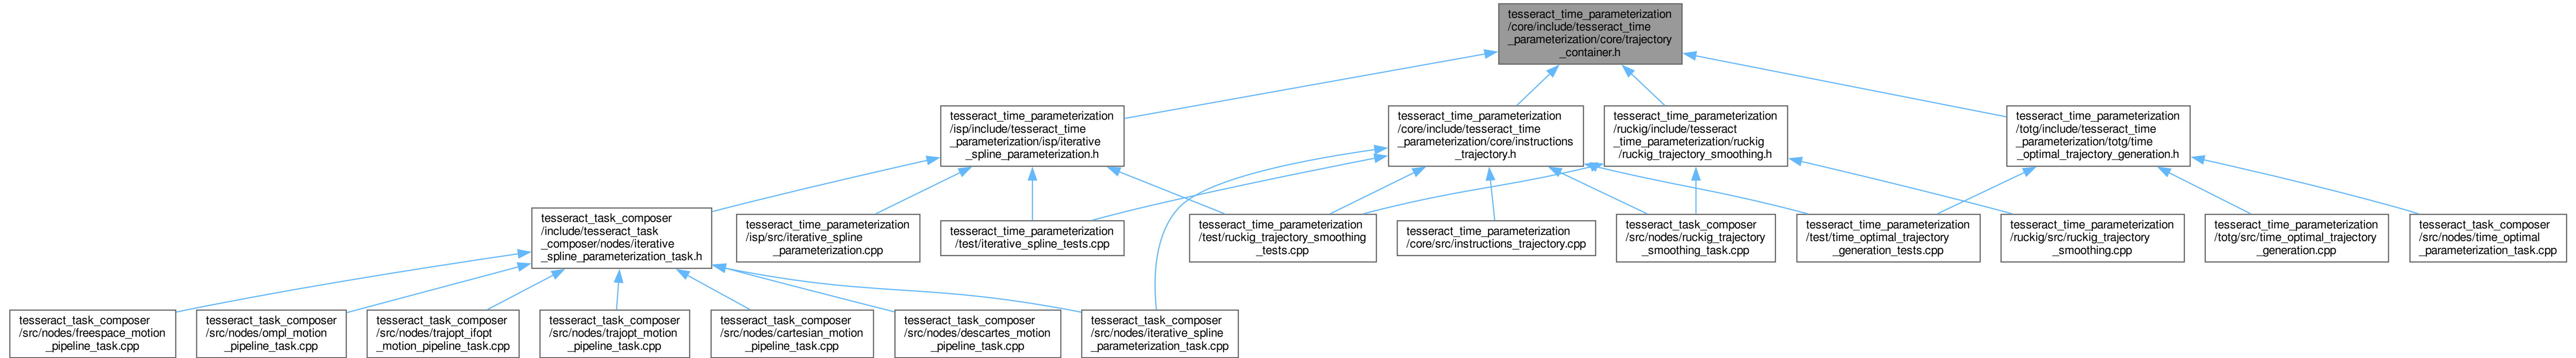 tesseract_time_parameterization
/core/include/tesseract_time
_parameterization/core/trajectory
_container.h
tesseract_time_parameterization
/isp/include/tesseract_time
_parameterization/isp/iterative
_spline_parameterization.h
tesseract_time_parameterization
/core/include/tesseract_time
_parameterization/core/instructions
_trajectory.h
tesseract_time_parameterization
/ruckig/include/tesseract
_time_parameterization/ruckig
/ruckig_trajectory_smoothing.h
tesseract_time_parameterization
/totg/include/tesseract_time
_parameterization/totg/time
_optimal_trajectory_generation.h
tesseract_task_composer
/include/tesseract_task
_composer/nodes/iterative
_spline_parameterization_task.h
tesseract_time_parameterization
/isp/src/iterative_spline
_parameterization.cpp
tesseract_time_parameterization
/test/iterative_spline_tests.cpp
tesseract_time_parameterization
/test/ruckig_trajectory_smoothing
_tests.cpp
tesseract_time_parameterization
/core/src/instructions_trajectory.cpp
tesseract_task_composer
/src/nodes/ruckig_trajectory
_smoothing_task.cpp
tesseract_time_parameterization
/test/time_optimal_trajectory
_generation_tests.cpp
tesseract_time_parameterization
/ruckig/src/ruckig_trajectory
_smoothing.cpp
tesseract_time_parameterization
/totg/src/time_optimal_trajectory
_generation.cpp
tesseract_task_composer
/src/nodes/time_optimal
_parameterization_task.cpp
tesseract_task_composer
/src/nodes/freespace_motion
_pipeline_task.cpp
tesseract_task_composer
/src/nodes/ompl_motion
_pipeline_task.cpp
tesseract_task_composer
/src/nodes/trajopt_ifopt
_motion_pipeline_task.cpp
tesseract_task_composer
/src/nodes/trajopt_motion
_pipeline_task.cpp
tesseract_task_composer
/src/nodes/cartesian_motion
_pipeline_task.cpp
tesseract_task_composer
/src/nodes/descartes_motion
_pipeline_task.cpp
tesseract_task_composer
/src/nodes/iterative_spline
_parameterization_task.cpp